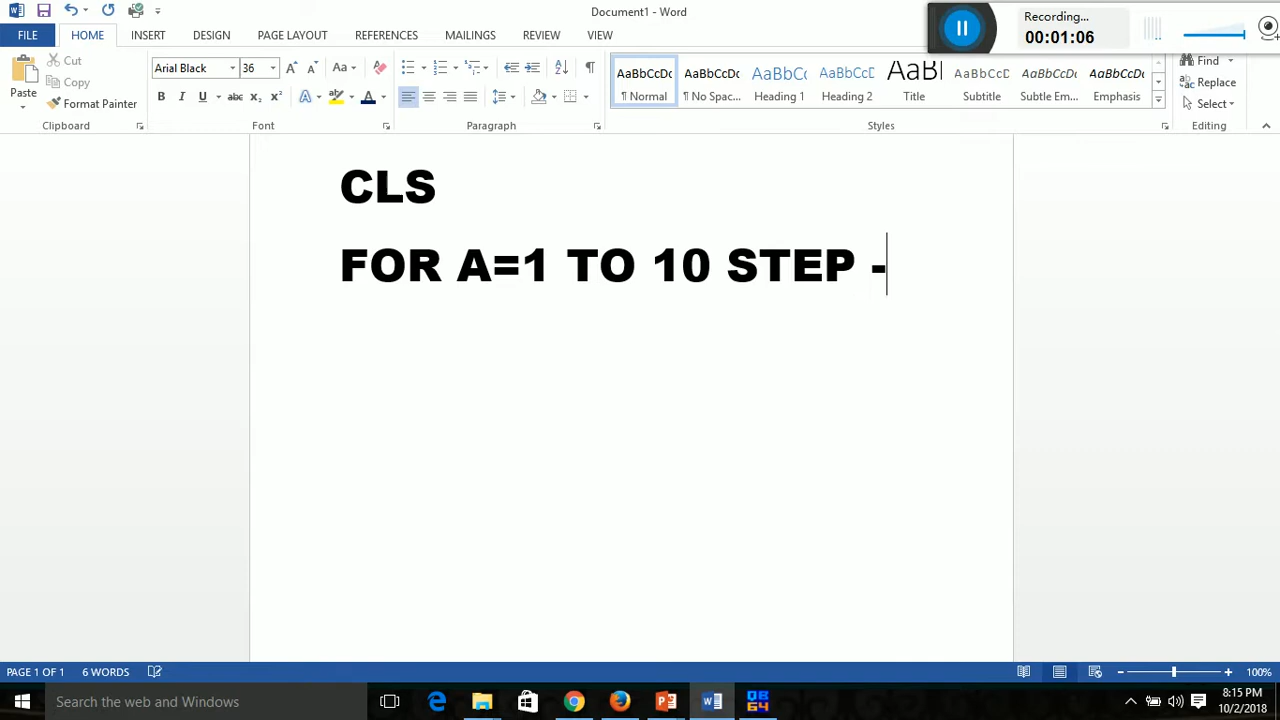 Document1 - Word
Recording...
00:01:06
FILE HOME INSERT DESIGN PAGE LAYOUT REFERENCES MAILINGS REVIEW VIEW
Paste
Cut
Copy
Format Painter
Clipboard
Arial Black 36
Font
Paragraph
AaBbCcDc AaBbCcDc AaBbCc AaBbCcD AaBl AaBbCcD AaBbCcDc AaBbCcDc
¶ Normal ¶ No Spac... Heading 1 Heading 2 Title Subtitle Subtle Em... Emphasis
Styles
Find
Replace
Select
Editing
CLS
FOR A=1 TO 10 STEP -
PAGE 1 OF 1 6 WORDS 100%
Search the web and Windows
QB
64
8:15 PM
10/2/2018